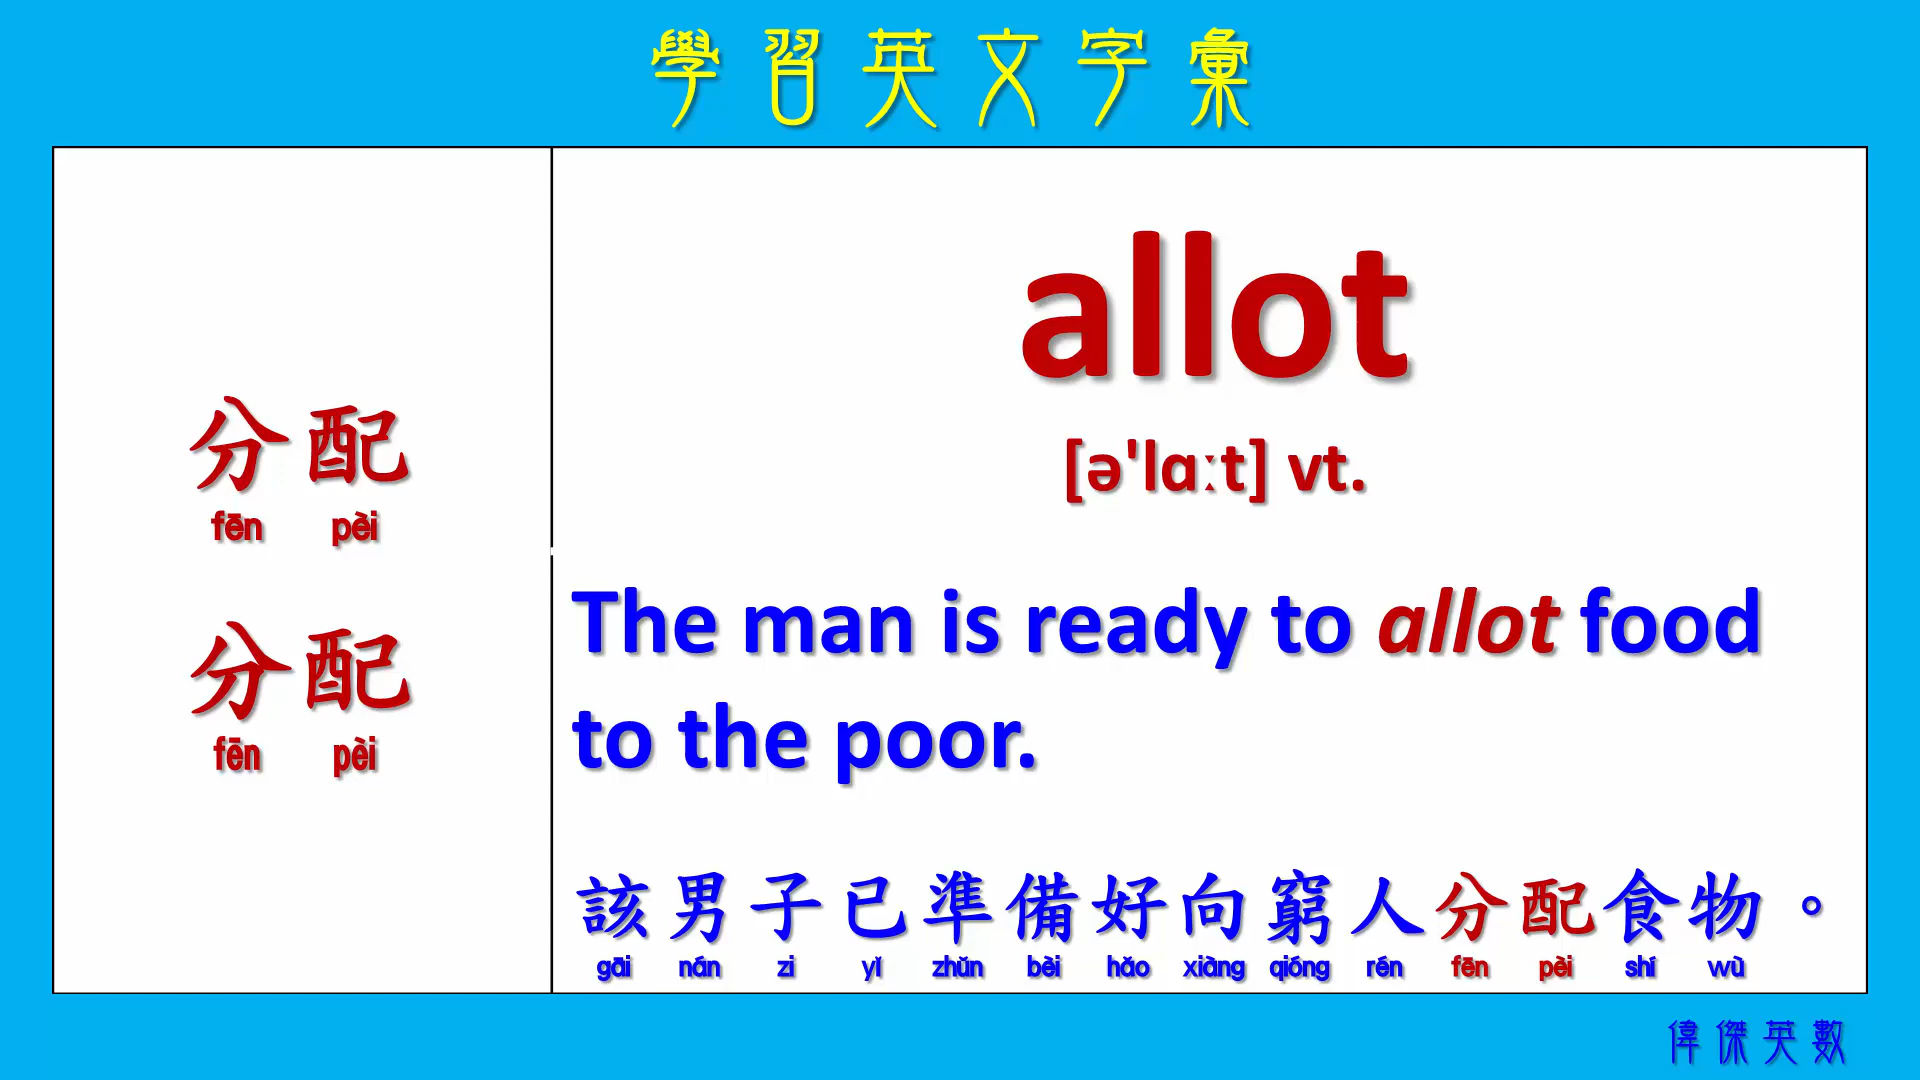 學習英文字彙
分配
fēn pèi
分配
fēn pèi
allot
[ə'lɑːt] vt.
The man is ready to allot food
to the poor.
該男子已準備好向窮人分配食物。
gāi nán zi yǐ zhǔn bèi hǎo xiàng qióng rén fēn pèi shí wù
偉傑英數